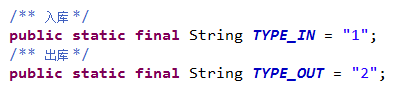 /** 入库 */
public static final String TYPE_IN = "1";
/** 出库 */
public static final String TYPE_OUT = "2";